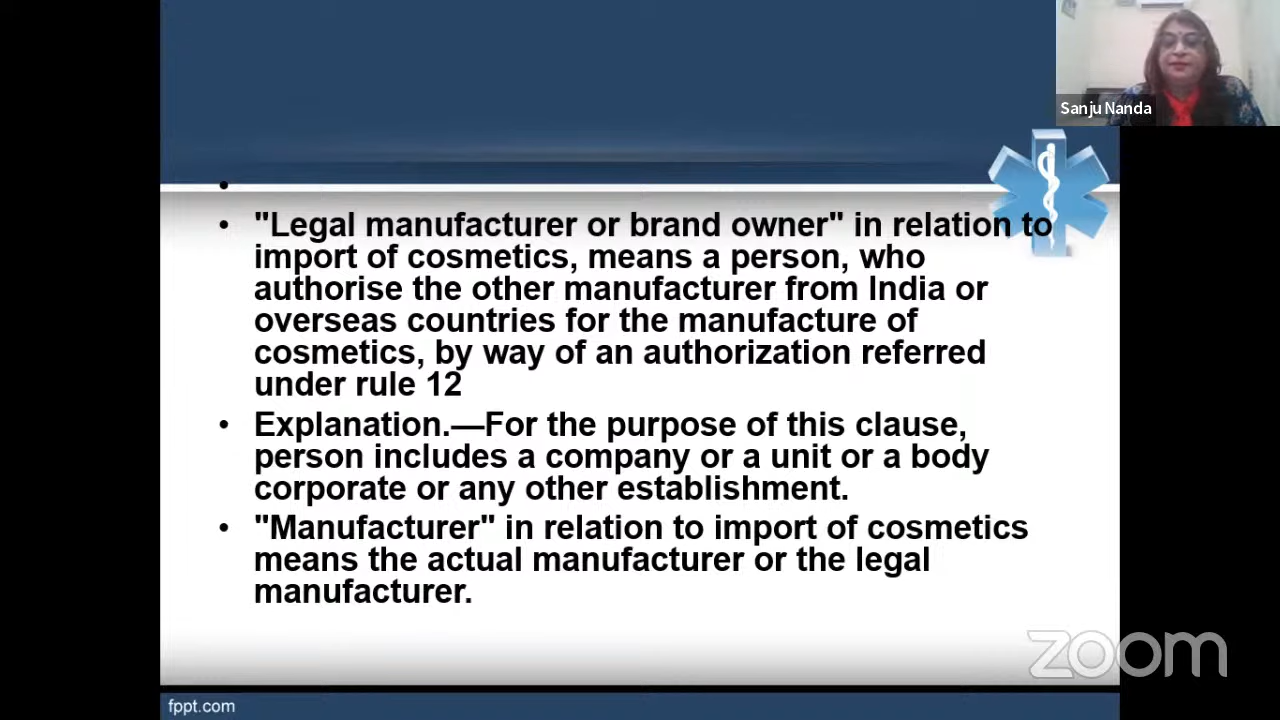 Sanju Nanda
•
• "Legal manufacturer or brand owner" in relation to
import of cosmetics, means a person, who
authorise the other manufacturer from India or
overseas countries for the manufacture of
cosmetics, by way of an authorization referred
under rule 12
• Explanation.—For the purpose of this clause,
person includes a company or a unit or a body
corporate or any other establishment.
• "Manufacturer" in relation to import of cosmetics
means the actual manufacturer or the legal
manufacturer.
zoom
fppt.com